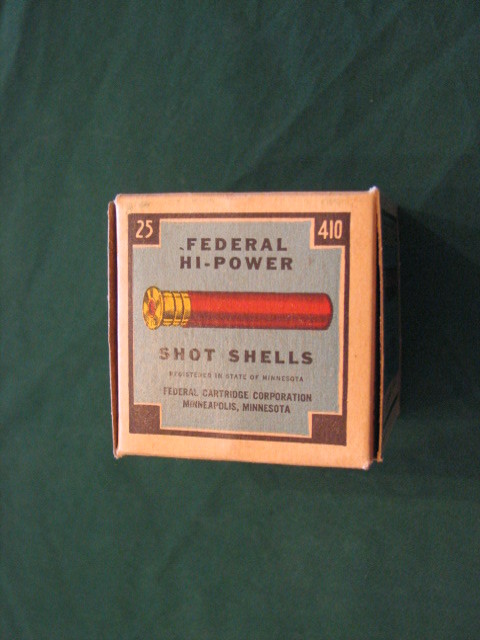 25 410
FEDERAL
HI-POWER
SHOT SHELLS
REGISTERED IN STATE OF MINNESOTA
FEDERAL CARTRIDGE CORPORATION
MINNEAPOLIS, MINNESOTA